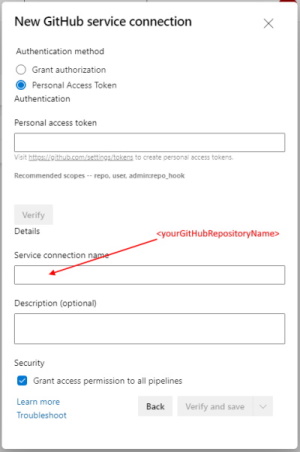 New GitHub service connection
Authentication method
Grant authorization
Personal Access Token
Authentication
Personal access token
Visit https://github.com/settings/tokens to create personal access tokens.
Recommended scopes — repo, user, admin:repo_hook
Verify
Details
<yourGitHubRepositoryName>
Service connection name
Description (optional)
Security
Grant access permission to all pipelines
Learn more
Troubleshoot
Back
Verify and save